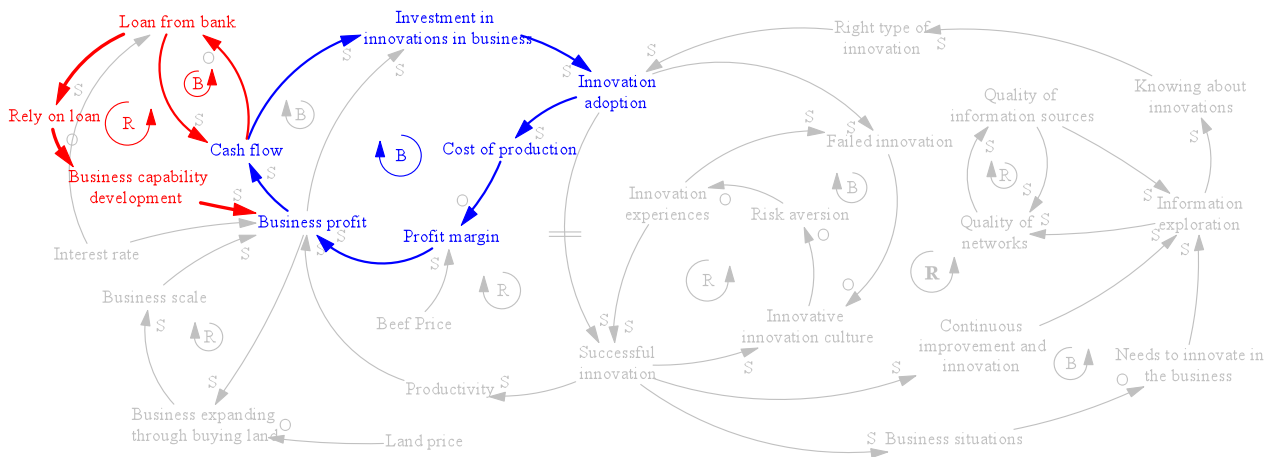 Loan from bank
Investment in
innovations in business
Right type of
innovation
S
S
S
S
O
S
B
S
Innovation
adoption
Knowing about
innovations
Quality of
information sources
Rely on loan
S
R
S
B
S
S
S
Failed innovation
S
O
Cash flow
B
Cost of production
S
S
R
Business capability
development
S
S
Innovation
experiences
O
B
S
S
O
Risk aversion
Information
exploration
Business profit
S
S
Profit margin
O
Quality of
networks
S
S
S
Interest rate
S
S
R
R
R
O
Business scale
S
R
Beef Price
S
S
Innovative
innovation culture
Continuous
improvement and
innovation
Successful
innovation
S
S
B
Needs to innovate in
the business
O
S
Productivity
S
Business expanding
through buying land
O
Land price
S
Business situations